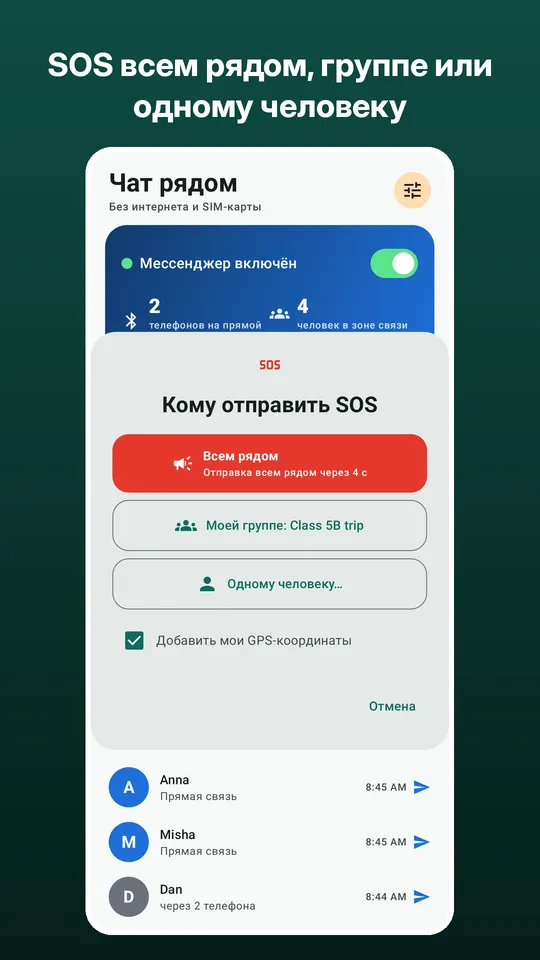 SOS всем рядом, группе или
одному человеку
Чат рядом
Без интернета и SIM-карты
Мессенджер включён
2
телефонов на прямой
4
человек в зоне связи
SOS
Кому отправить SOS
Всем рядом
Отправка всем рядом через 4 с
Моей группе: Class 5B trip
Одному человеку…
Добавить мои GPS-координаты
Отмена
A
Anna
Прямая связь
8:45 AM
M
Misha
Прямая связь
8:45 AM
D
Dan
через 2 телефона
8:44 AM